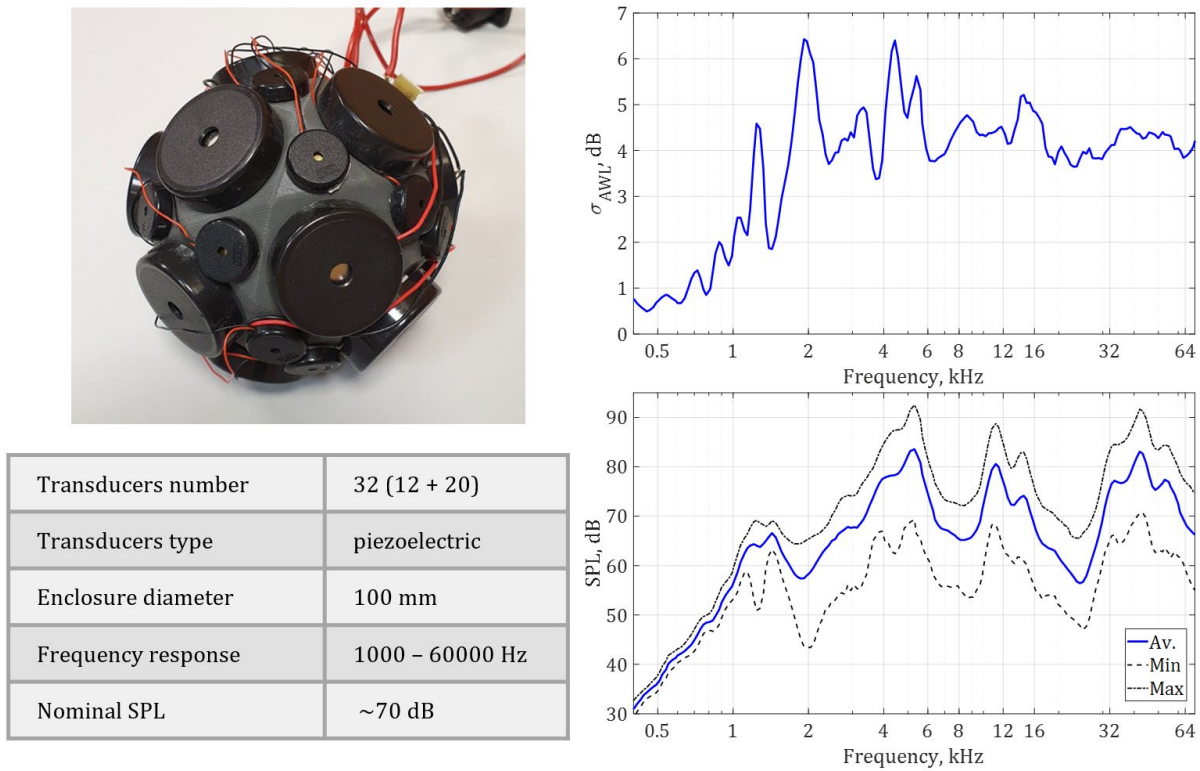 Transducers number 32 (12 + 20)
Transducers type piezoelectric
Enclosure diameter 100 mm
Frequency response 1000 – 60000 Hz
Nominal SPL ~70 dB
7
6
5
4
3
2
1
0
σAWL, dB
0.5 1 2 4 6 8 12 16 32 64
Frequency, kHz
90
80
70
60
50
40
30
SPL, dB
Av.
Min
Max
0.5 1 2 4 6 8 12 16 32 64
Frequency, kHz